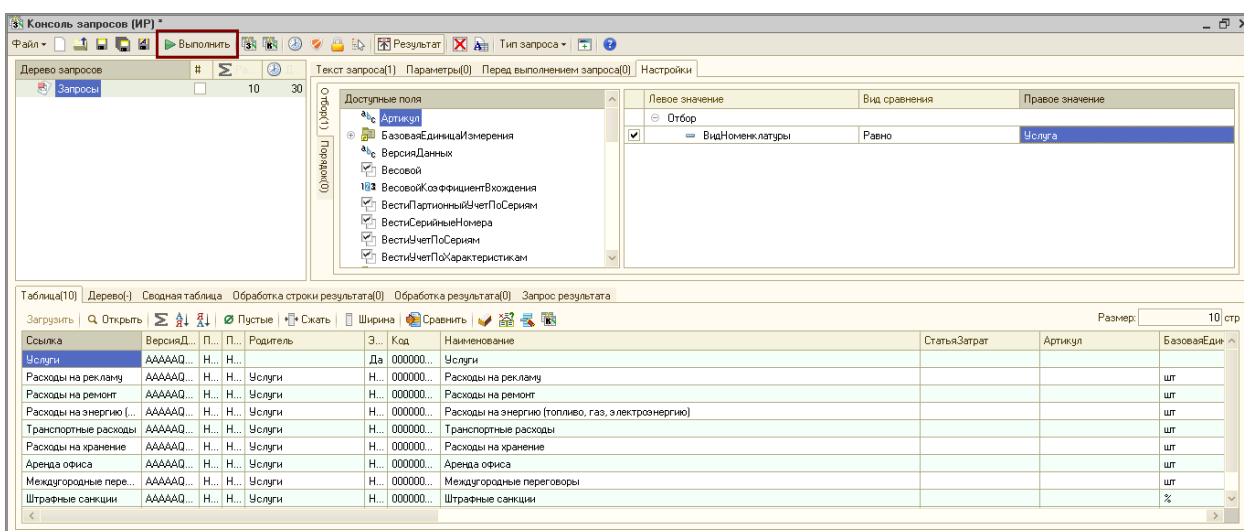 Консоль запросов (ИР) *
Файл Выполнить Результат Тип запроса
Дерево запросов #
Запросы 10 30
Текст запроса(1) Параметры(0) Перед выполнением запроса(0) Настройки
Отбор(1) Порядок(0)
Доступные поля
Артикул
БазоваяЕдиницаИзмерения
ВерсияДанных
Весовой
ВесовойКоэффициентВхождения
ВестиПартионныйУчетПоСериям
ВестиСерийныеНомера
ВестиУчетПоСериям
ВестиУчетПоХарактеристикам
Левое значение Вид сравнения Правое значение
Отбор
ВидНоменклатуры Равно Услуга
Таблица(10) Дерево(-) Сводная таблица Обработка строки результата(0) Обработка результата(0) Запрос результата
Загрузить Открыть Пустые Сжать Ширина Сравнить Размер: 10 стр
Ссылка ВерсияД... П... П... Родитель Э... Код Наименование СтатьяЗатрат Артикул БазоваяЕдин
Услуги AAAAAQ... Н... Н... Да 000000... Услуги
Расходы на рекламу AAAAAQ... Н... Н... Услуги Н... 000000... Расходы на рекламу шт
Расходы на ремонт AAAAAQ... Н... Н... Услуги Н... 000000... Расходы на ремонт шт
Расходы на энергию (... AAAAAQ... Н... Н... Услуги Н... 000000... Расходы на энергию (топливо, газ, электроэнергию) шт
Транспортные расходы AAAAAQ... Н... Н... Услуги Н... 000000... Транспортные расходы шт
Расходы на хранение AAAAAQ... Н... Н... Услуги Н... 000000... Расходы на хранение шт
Аренда офиса AAAAAQ... Н... Н... Услуги Н... 000000... Аренда офиса шт
Междугородные пере... AAAAAQ... Н... Н... Услуги Н... 000000... Междугородные переговоры шт
Штрафные санкции AAAAAQ... Н... Н... Услуги Н... 000000... Штрафные санкции %